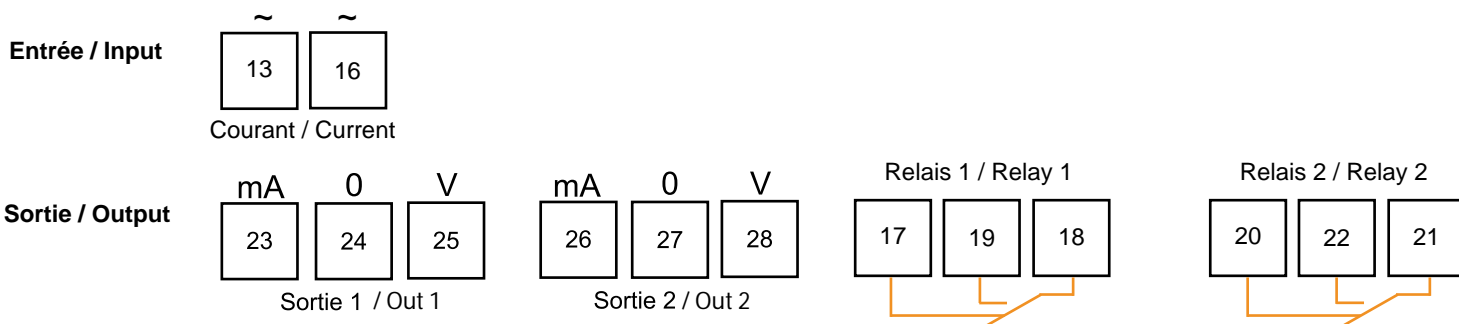 ~ ~
Entrée / Input
13 16
Courant / Current
mA 0 V mA 0 V Relais 1 / Relay 1 Relais 2 / Relay 2
Sortie / Output
23 24 25 26 27 28 17 19 18 20 22 21
Sortie 1 / Out 1 Sortie 2 / Out 2